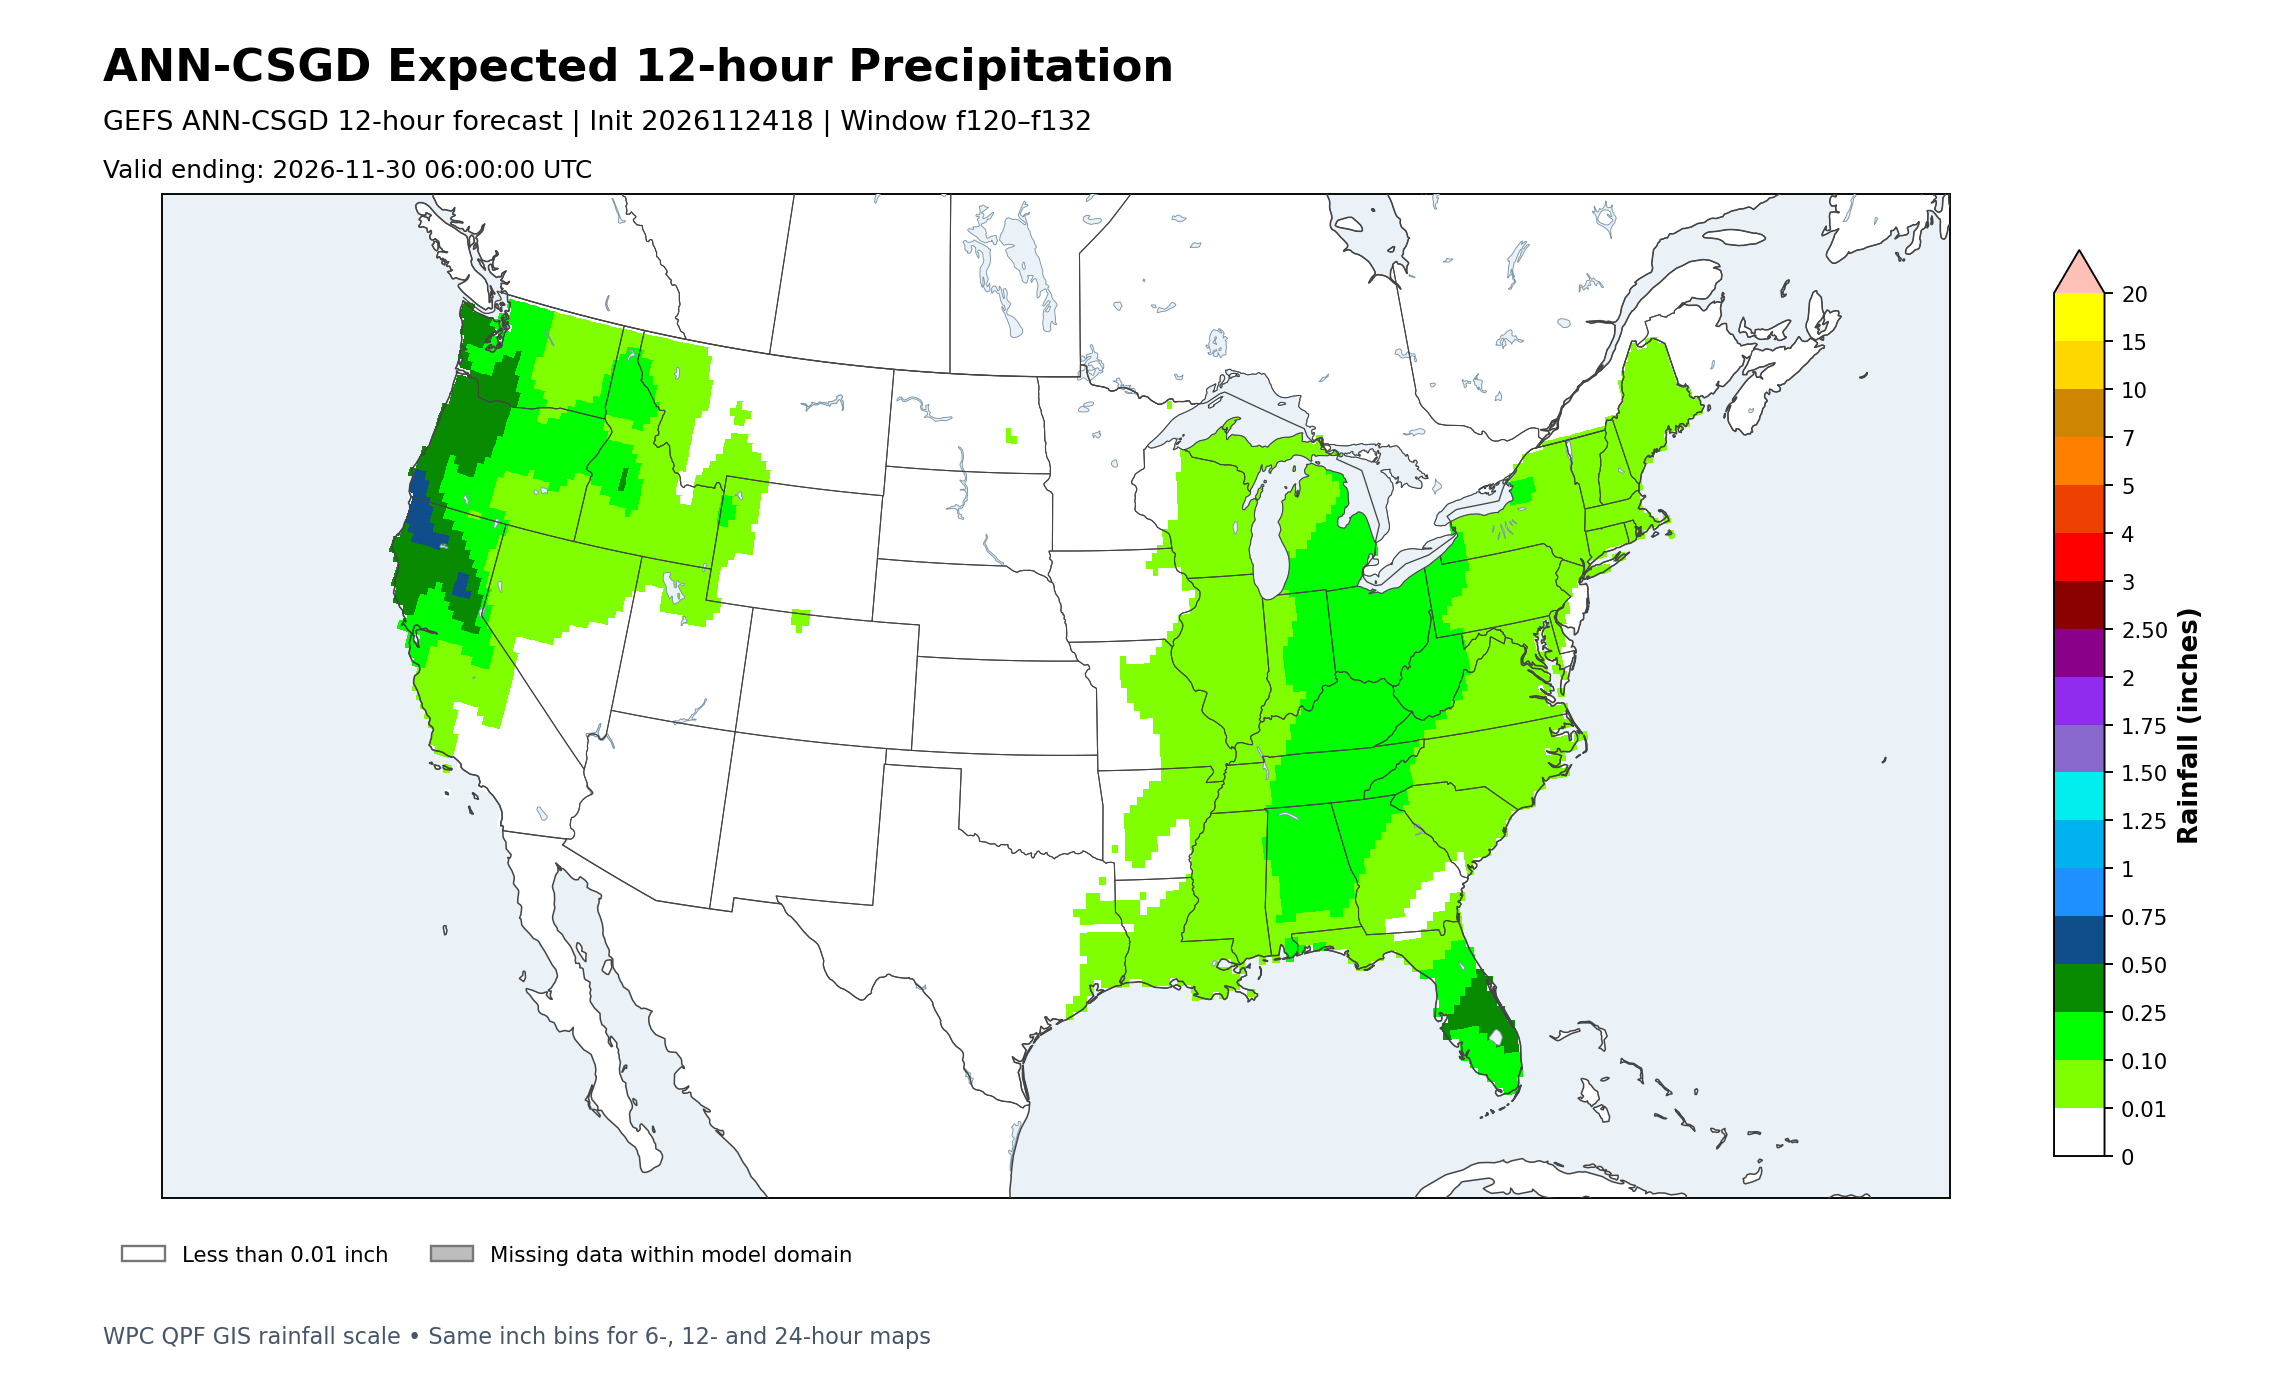 ANN-CSGD Expected 12-hour Precipitation
GEFS ANN-CSGD 12-hour forecast | Init 2026112418 | Window f120–f132
Valid ending: 2026-11-30 06:00:00 UTC
20
15
10
7
5
4
3
2.50
2
1.75
1.50
1.25
1
0.75
0.50
0.25
0.10
0.01
0
Rainfall (inches)
Less than 0.01 inch
Missing data within model domain
WPC QPF GIS rainfall scale • Same inch bins for 6-, 12- and 24-hour maps